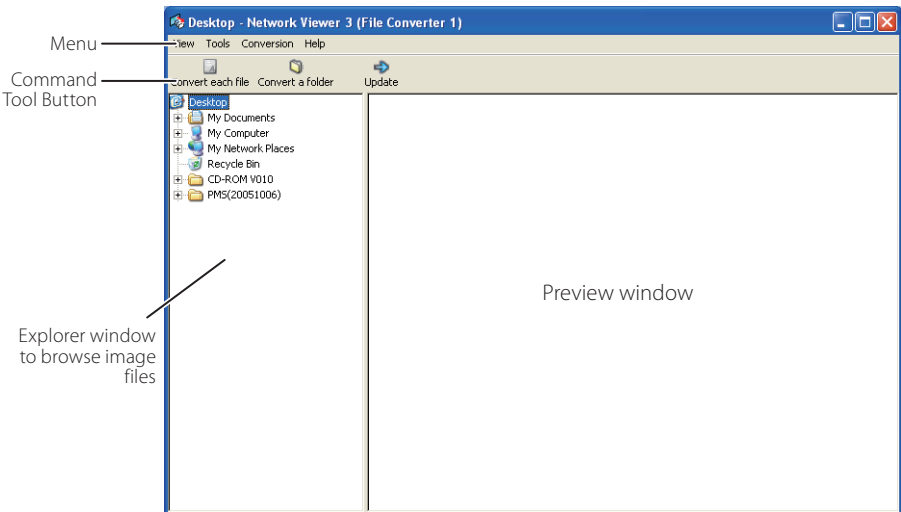 Desktop - Network Viewer 3 (File Converter 1)
Menu
View Tools Conversion Help
Command
Tool Button
Convert each file Convert a folder Update
Desktop
My Documents
My Computer
My Network Places
Recycle Bin
CD-ROM V010
PMS(20051006)
Preview window
Explorer window
to browse image
files